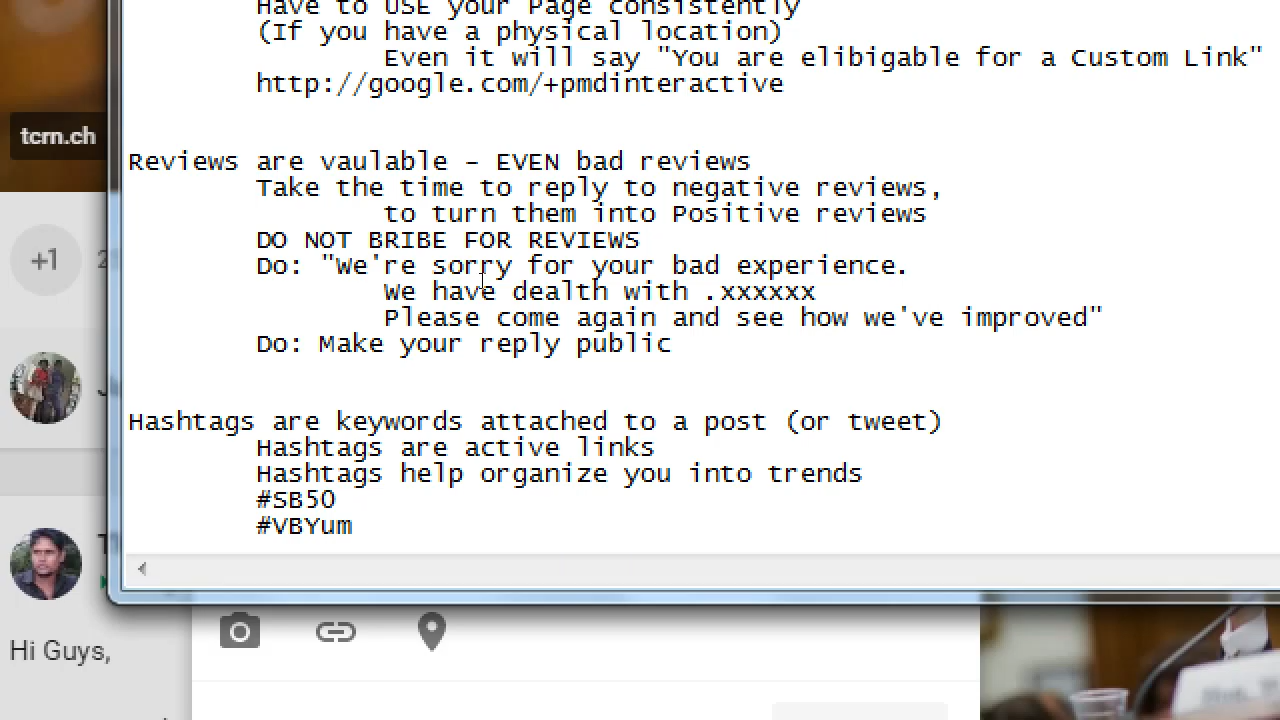 Have to USE your Page consistently
(If you have a physical location)
Even it will say "You are elibigable for a Custom Link"
http://google.com/+pmdinteractive
tcrn.ch
Reviews are vaulable - EVEN bad reviews
Take the time to reply to negative reviews,
to turn them into Positive reviews
DO NOT BRIBE FOR REVIEWS
Do: "We're sorry for your bad experience.
We have dealth with .xxxxxx
Please come again and see how we've improved"
Do: Make your reply public
+1
Hashtags are keywords attached to a post (or tweet)
Hashtags are active links
Hashtags help organize you into trends
#SB50
#VBYum
Hi Guys,